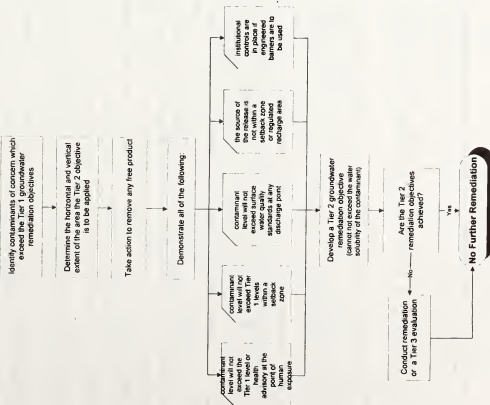 Identify contaminants of concern which
exceed the Tier 1 groundwater
remediation objectives
Determine the horizontal and vertical
extent of the area the Tier 2 objective
is to be applied
Take action to remove any free product
Demonstrate all of the following:
contaminant
level will not
exceed the
Tier 1 level or
health
advisory at the
point of
human
exposure
contaminant
level will not
exceed Tier
1 levels
within a
setback
zone
contaminant
level will not
exceed surface
water quality
standards at any
discharge point
the source of
the release is
not within a
setback zone
or regulated
recharge area
institutional
controls are
in place if
engineered
barriers are to
be used
Develop a Tier 2 groundwater
remediation objective
(cannot not exceed the water
solubility of the contaminant)
Are the Tier 2
remediation objectives
achieved?
No
Conduct remediation
or a Tier 3 evaluation
Yes
No Further Remediation